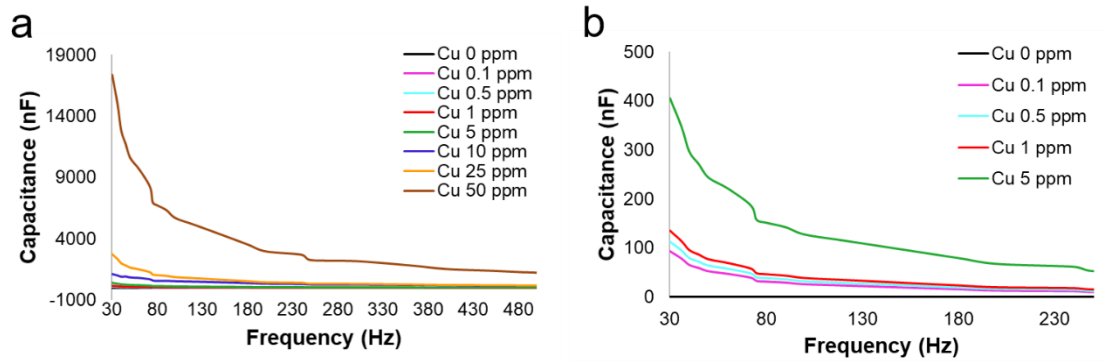 a
19000
14000
9000
4000
-1000
Capacitance (nF)
30 80 130 180 230 280 330 380 430 480
Frequency (Hz)
Cu 0 ppm
Cu 0.1 ppm
Cu 0.5 ppm
Cu 1 ppm
Cu 5 ppm
Cu 10 ppm
Cu 25 ppm
Cu 50 ppm
b
500
400
300
200
100
0
Capacitance (nF)
30 80 130 180 230
Frequency (Hz)
Cu 0 ppm
Cu 0.1 ppm
Cu 0.5 ppm
Cu 1 ppm
Cu 5 ppm